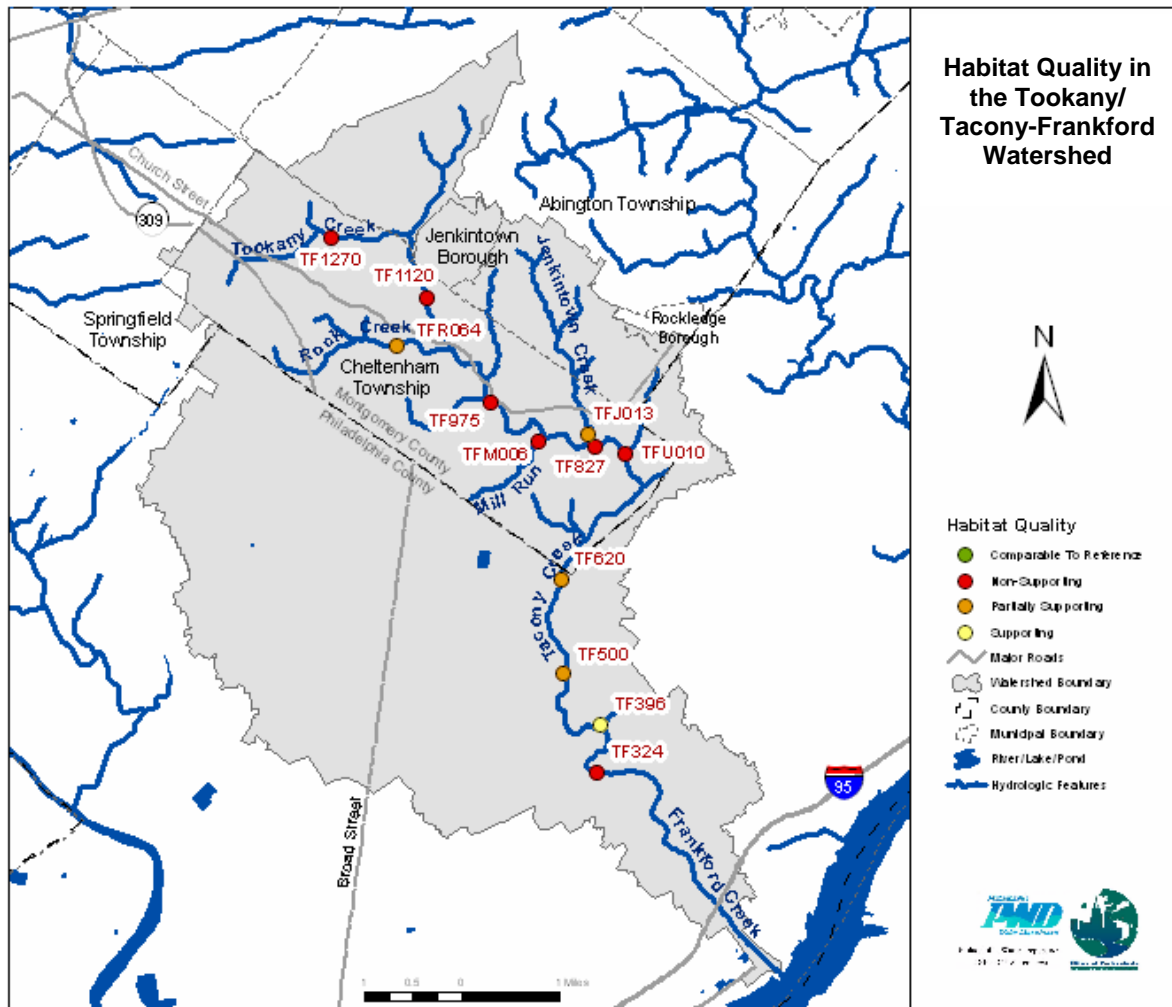 Habitat Quality in
the Tookany/
Tacony-Frankford
Watershed
Church Street
309
Abington Township
Tookany Creek
TF1270
Jenkintown
Borough
TF1120
Jenkintown Creek
Springfield
Township
TFR064
Rock Creek
Rockledge
Borough
Cheltenham
Township
Montgomery County
Philadelphia County
TF975
TFJ013
TFM006
TF827
TFU010
Mill Run
TF620
Tacony Creek
TF500
TF396
TF324
95
Broad Street
Frankford Creek
N
Habitat Quality
Comparable To Reference
Non-Supporting
Partially Supporting
Supporting
Major Roads
Watershed Boundary
County Boundary
Municipal Boundary
River/Lake/Pond
Hydrologic Features
1 0.5 0 1 Miles
PWD